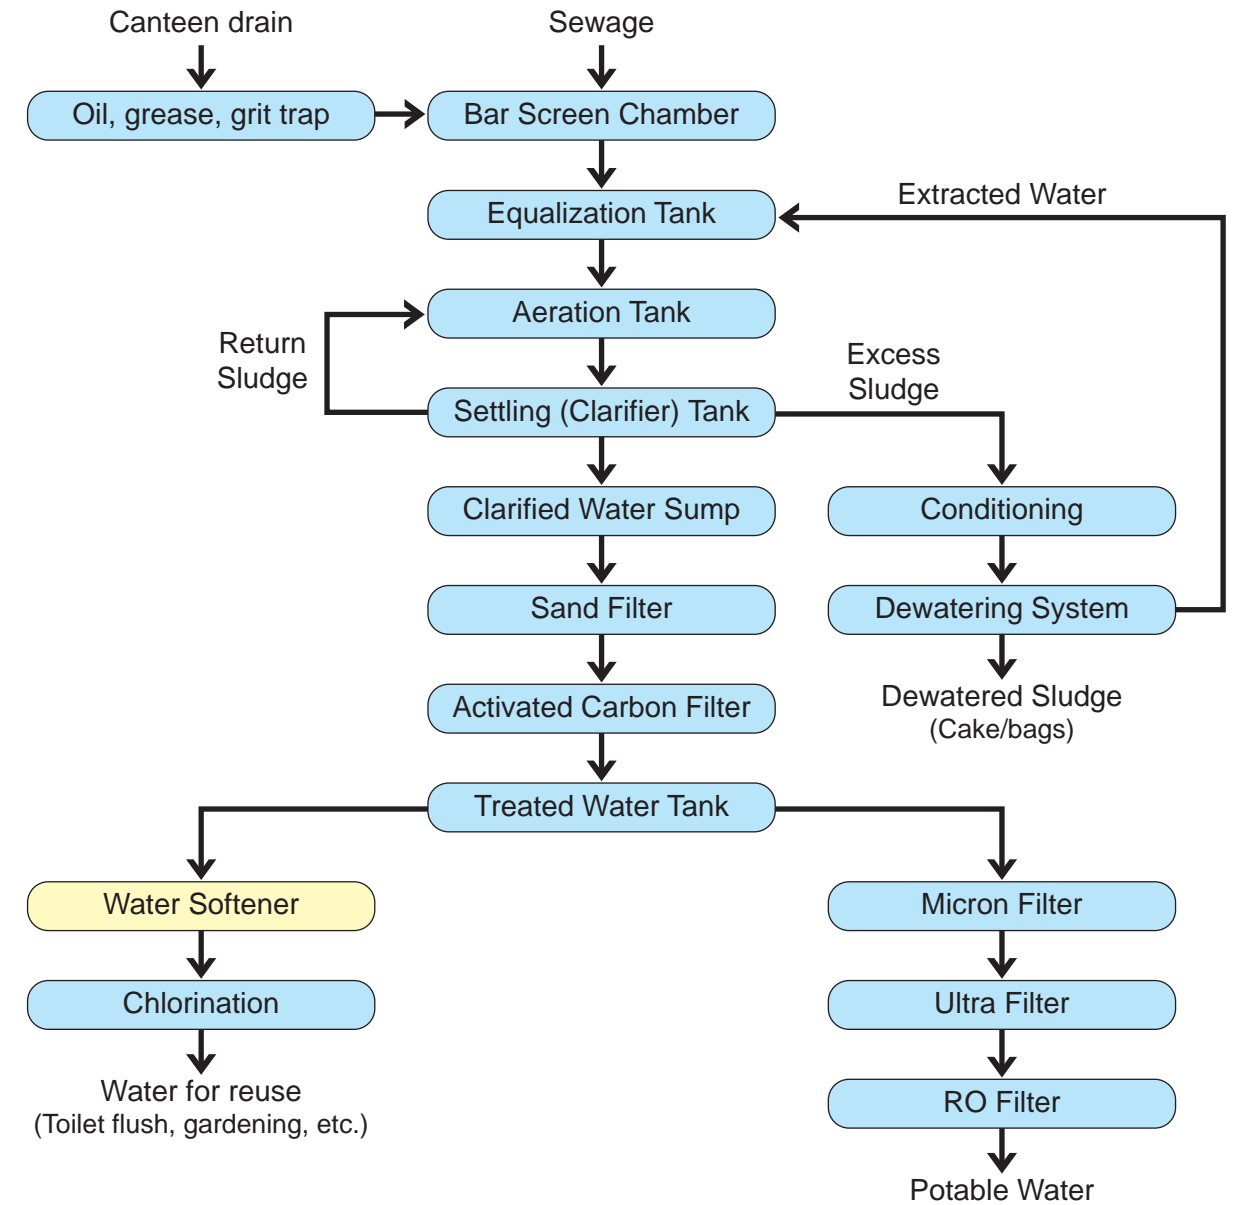 Canteen drain
Sewage
Oil, grease, grit trap
Bar Screen Chamber
Extracted Water
Equalization Tank
Aeration Tank
Return
Sludge
Excess
Sludge
Settling (Clarifier) Tank
Clarified Water Sump
Conditioning
Sand Filter
Dewatering System
Activated Carbon Filter
Dewatered Sludge
(Cake/bags)
Treated Water Tank
Water Softener
Micron Filter
Chlorination
Ultra Filter
Water for reuse
(Toilet flush, gardening, etc.)
RO Filter
Potable Water